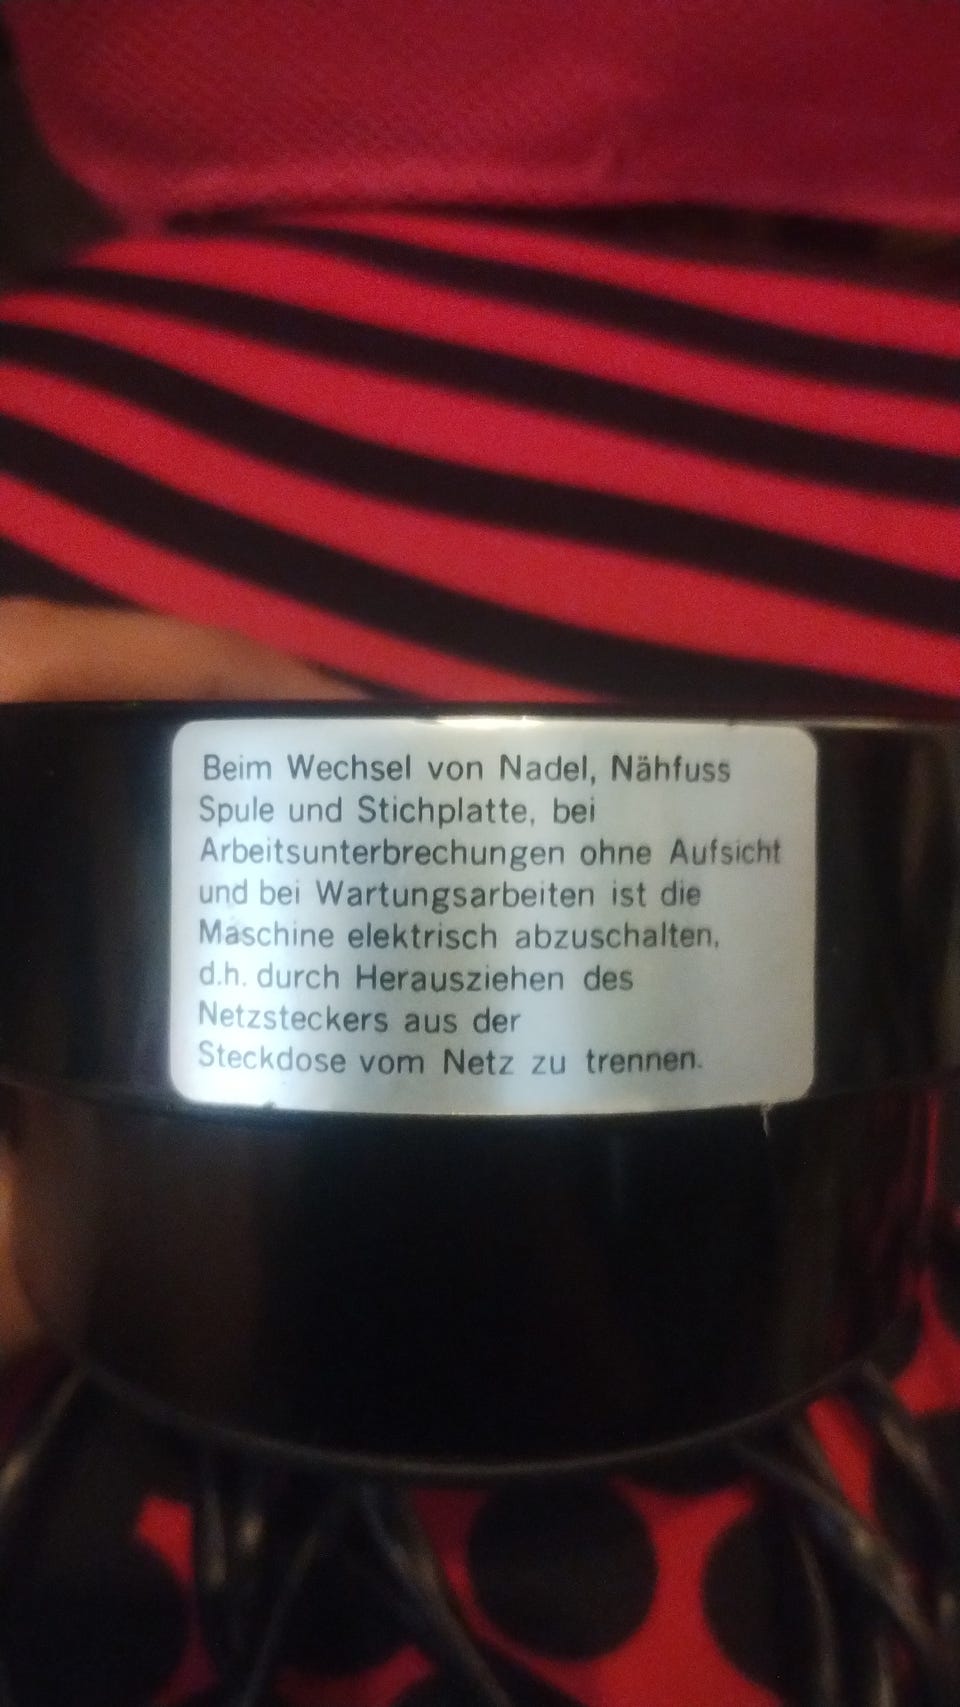 Beim Wechsel von Nadel, Nähfuss
Spule und Stichplatte, bei
Arbeitsunterbrechungen ohne Aufsicht
und bei Wartungsarbeiten ist die
Maschine elektrisch abzuschalten,
d.h. durch Herausziehen des
Netzsteckers aus der
Steckdose vom Netz zu trennen.